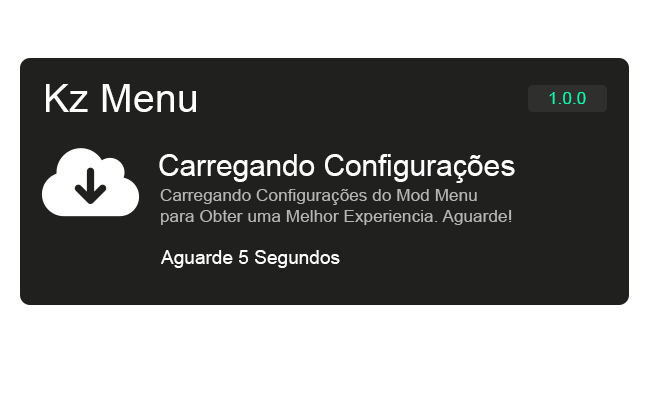 Kz Menu
1.0.0
Carregando Configurações
Carregando Configurações do Mod Menu
para Obter uma Melhor Experiencia. Aguarde!
Aguarde 5 Segundos